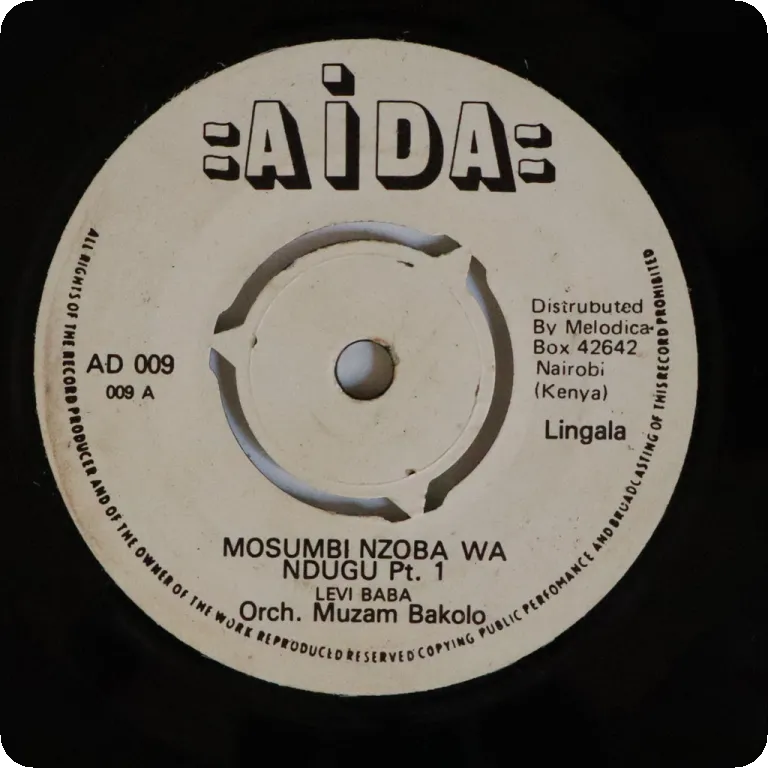 :AiDA:
AD 009
009 A
Distrubuted
By Melodica
Box 42642
Nairobi
(Kenya)
Lingala
MOSUMBI NZOBA WA
NDUGU Pt. 1
LEVI BABA
Orch. Muzam Bakolo
ALL RIGHTS OF THE RECORD PRODUCER AND OF THE OWNER OF THE WORK REPRODUCED RESERVED COPYING PUBLIC PERFOMANCE AND BROADCASTING OF THIS RECORD PROHIBITED